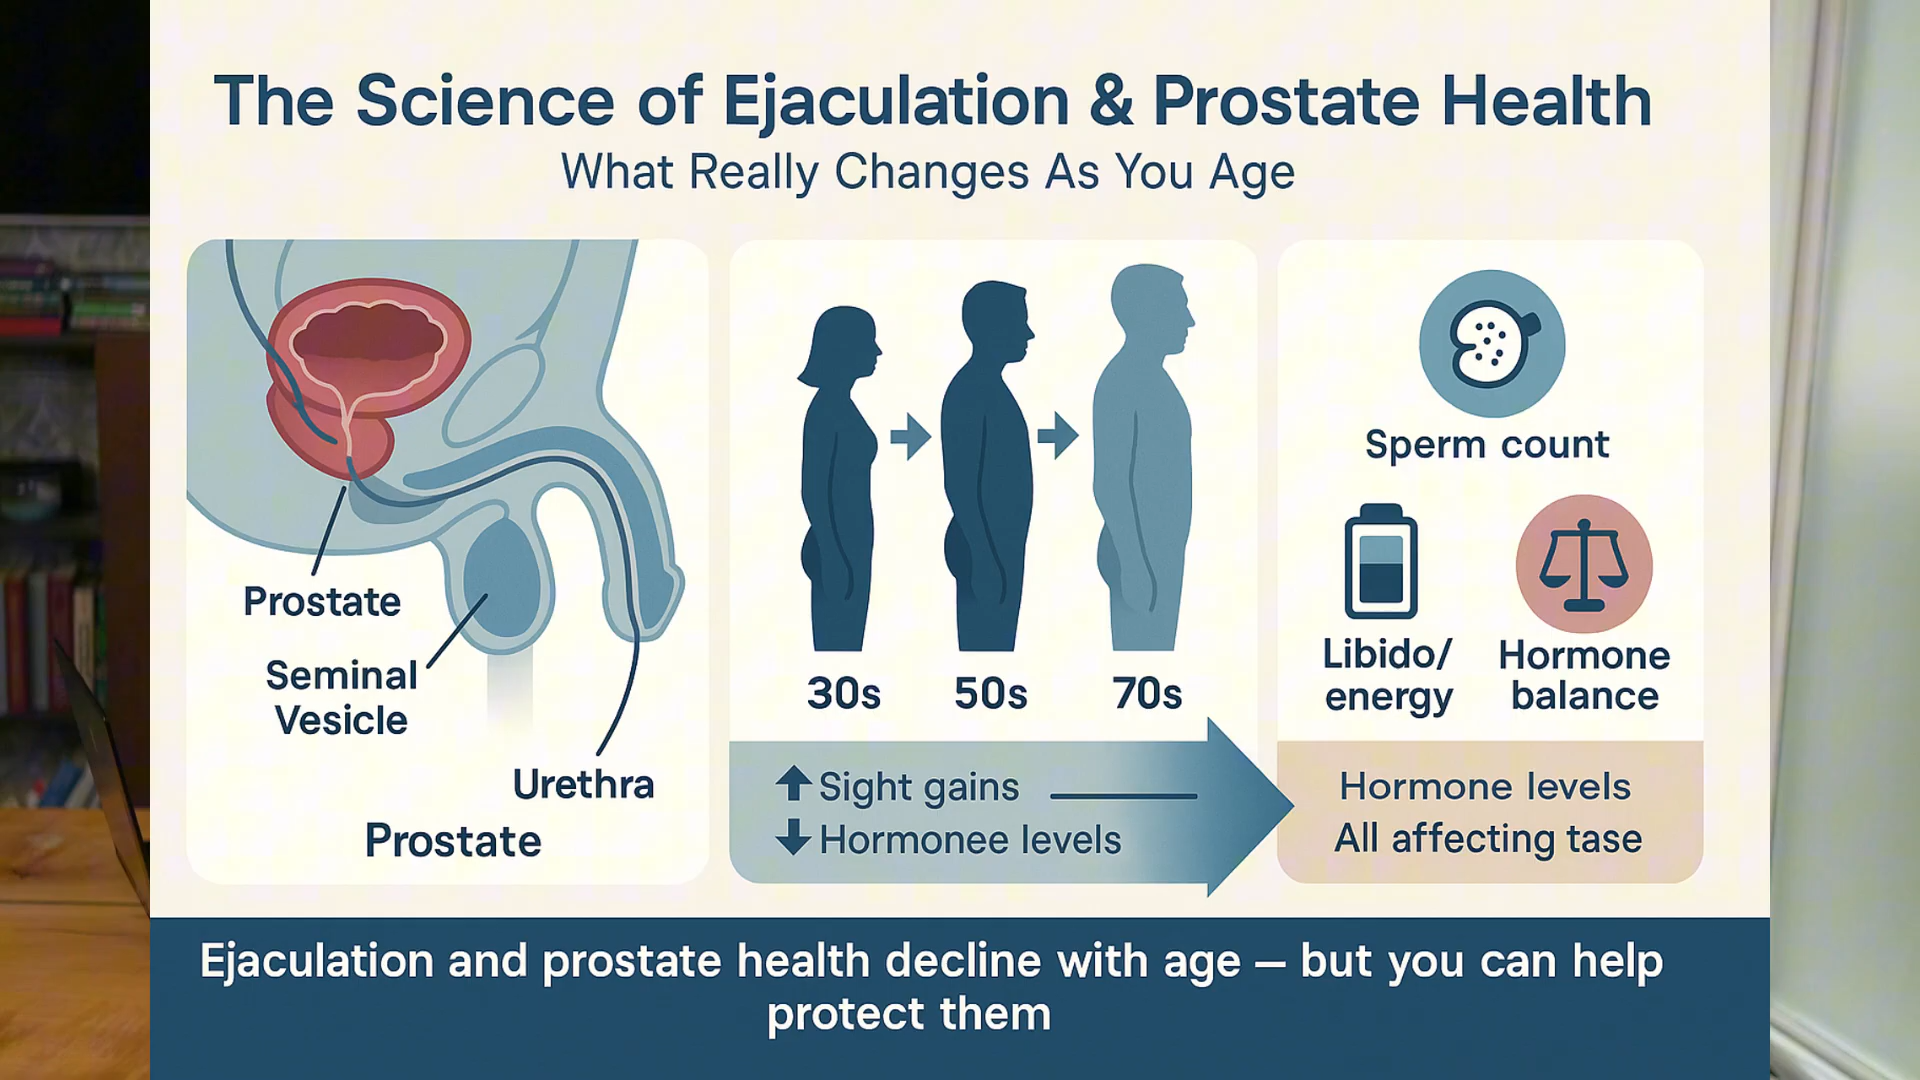 The Science of Ejaculation & Prostate Health
What Really Changes As You Age
Prostate
Seminal
Vesicle
Urethra
Prostate
30s
50s
70s
Sight gains
Hormonee levels
Sperm count
Libido/
energy
Hormone
balance
Hormone levels
All affecting tase
Ejaculation and prostate health decline with age — but you can help
protect them